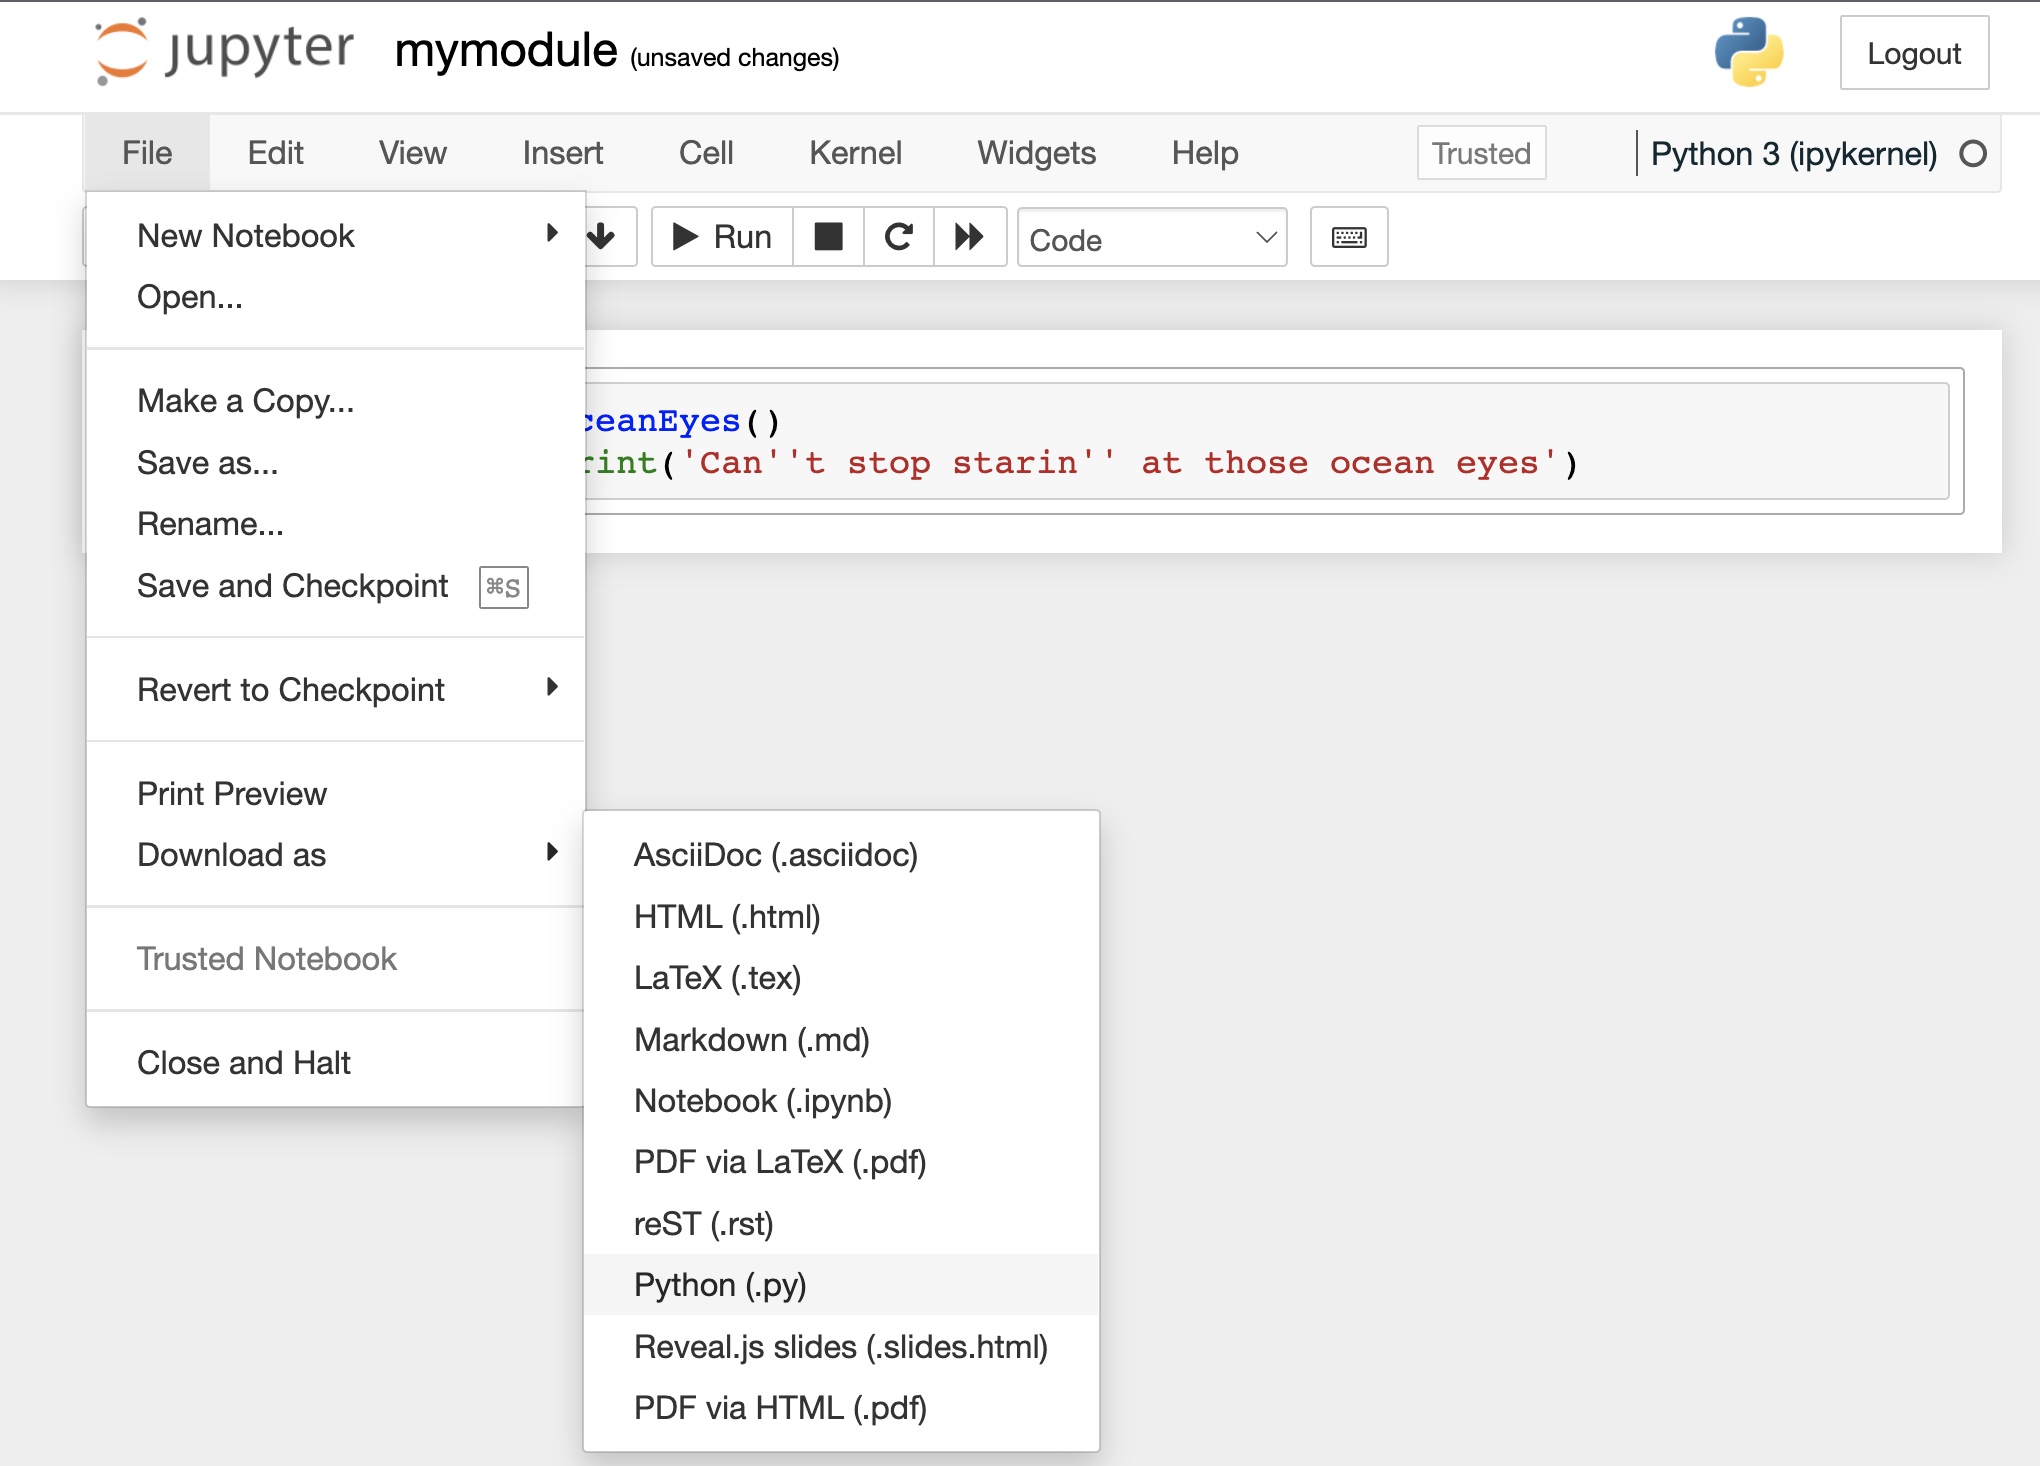 jupyter mymodule (unsaved changes) Logout
File Edit View Insert Cell Kernel Widgets Help Trusted Python 3 (ipykernel)
New Notebook
Run Code
Open...
Make a Copy...
ceanEyes()
Save as...
rint('Can''t stop starin'' at those ocean eyes')
Rename...
Save and Checkpoint ⌘S
Revert to Checkpoint
Print Preview
Download as
AsciiDoc (.asciidoc)
HTML (.html)
Trusted Notebook
LaTeX (.tex)
Markdown (.md)
Close and Halt
Notebook (.ipynb)
PDF via LaTeX (.pdf)
reST (.rst)
Python (.py)
Reveal.js slides (.slides.html)
PDF via HTML (.pdf)